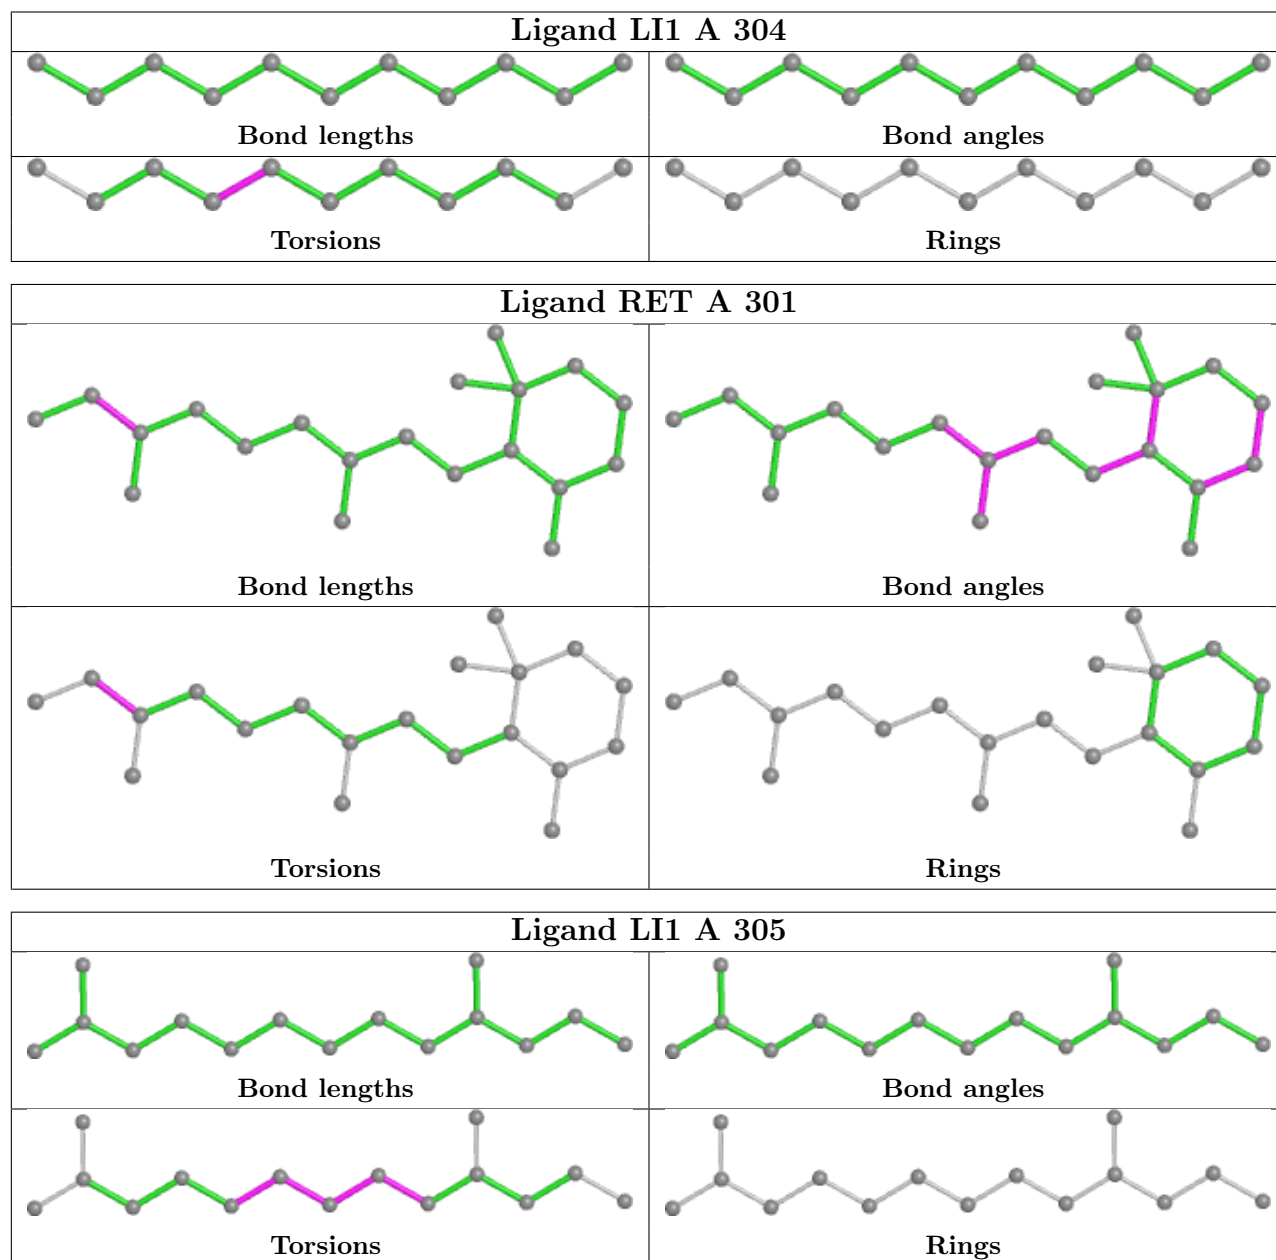 Ligand LI1 A 304
Bond lengths
Bond angles
Torsions
Rings
Ligand RET A 301
Bond lengths
Bond angles
Torsions
Rings
Ligand LI1 A 305
Bond lengths
Bond angles
Torsions
Rings